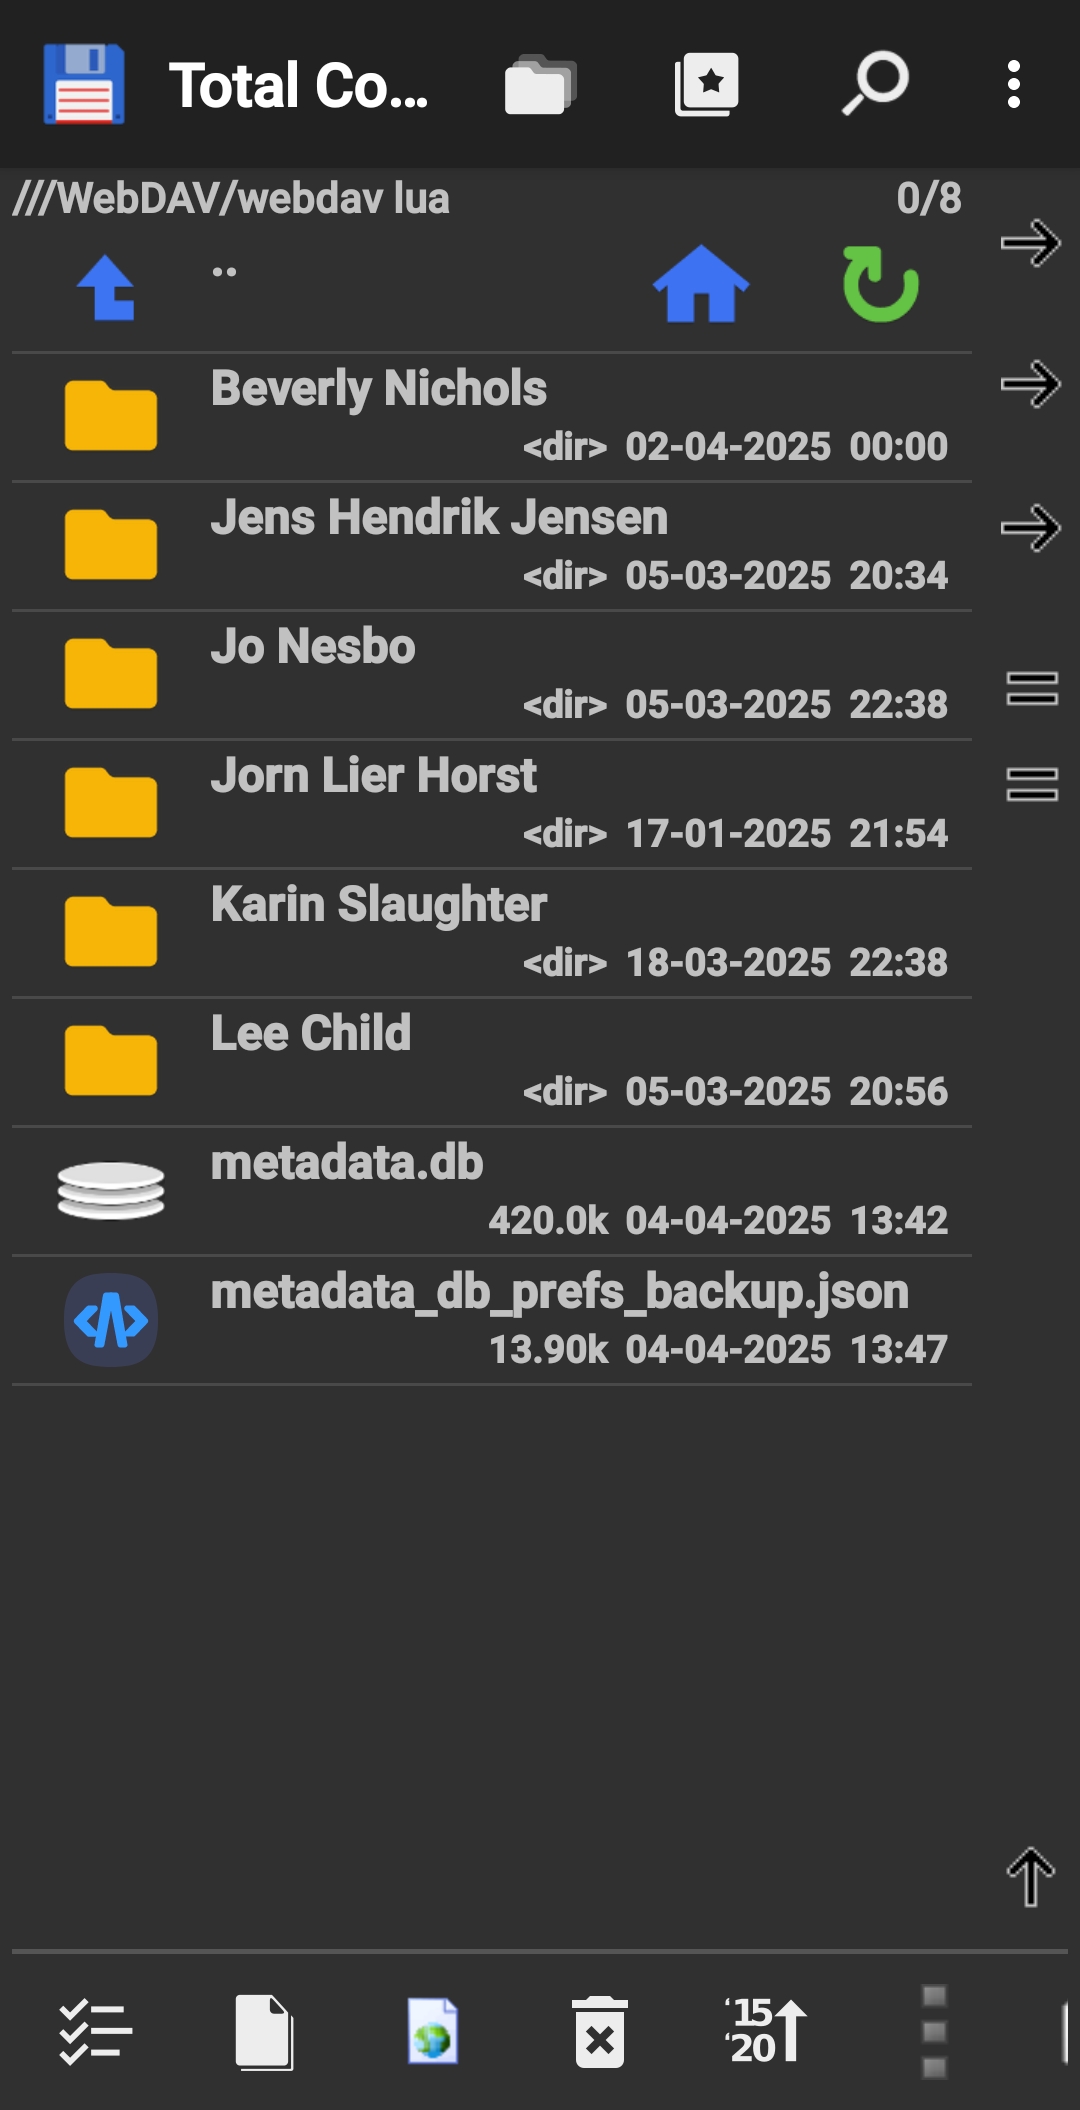 Total Co...
///WebDAV/webdav lua 0/8
..
Beverly Nichols
<dir> 02-04-2025 00:00
Jens Hendrik Jensen
<dir> 05-03-2025 20:34
Jo Nesbo
<dir> 05-03-2025 22:38
Jorn Lier Horst
<dir> 17-01-2025 21:54
Karin Slaughter
<dir> 18-03-2025 22:38
Lee Child
<dir> 05-03-2025 20:56
metadata.db
420.0k 04-04-2025 13:42
metadata_db_prefs_backup.json
13.90k 04-04-2025 13:47
'15
'20